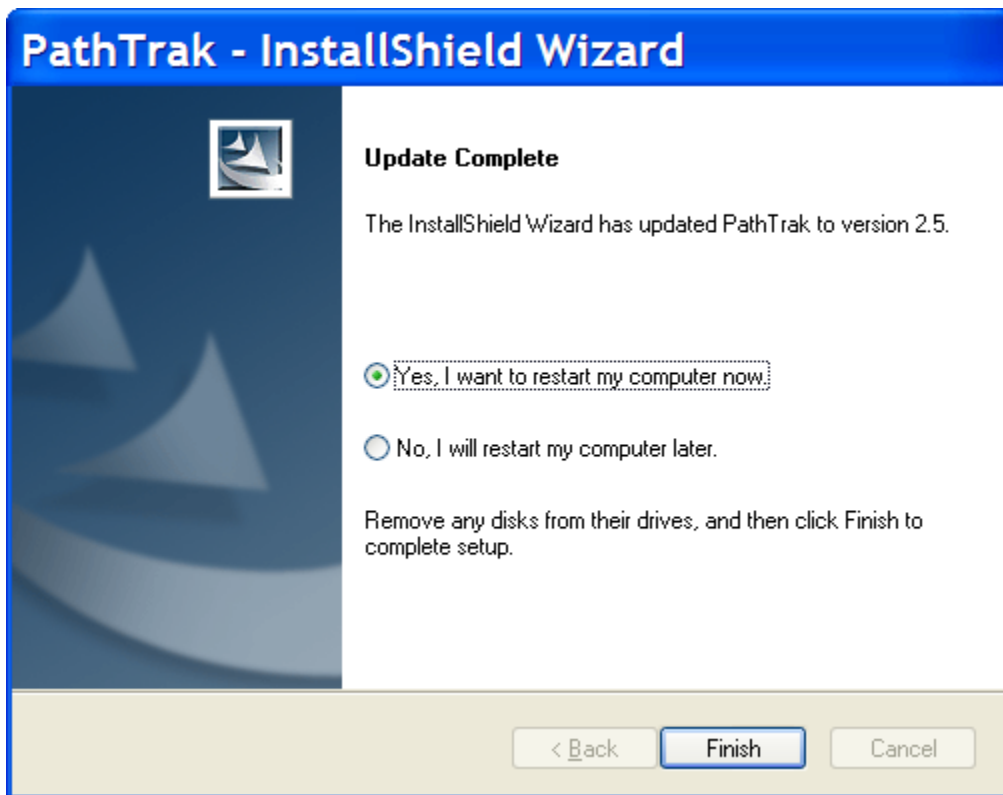 PathTrak - InstallShield Wizard
Update Complete
The InstallShield Wizard has updated PathTrak to version 2.5.
Yes, I want to restart my computer now.
No, I will restart my computer later.
Remove any disks from their drives, and then click Finish to
complete setup.
< Back
Finish
Cancel